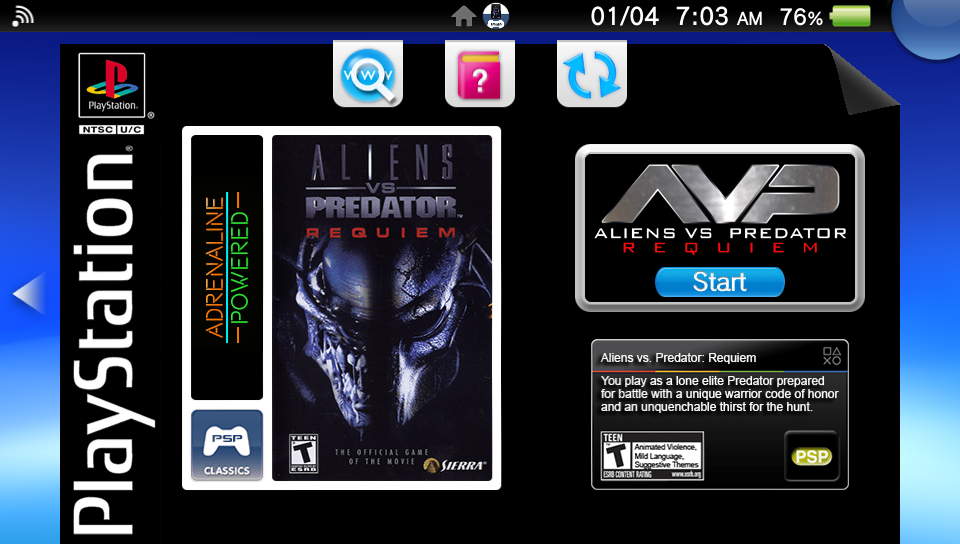 01/04 7:03 AM 76%
PlayStation®
NTSC U/C
PlayStation®
www
?
ADRENALINE
POWERED
PSP
CLASSICS
ALIENS
VS
PREDATOR™
REQUIEM
TEEN
T
ESRB
THE OFFICIAL GAME
OF THE MOVIE
SIERRA®
AVP
ALIENS VS PREDATOR
REQUIEM
Start
Aliens vs. Predator: Requiem
You play as a lone elite Predator prepared
for battle with a unique warrior code of honor
and an unquenchable thirst for the hunt.
TEEN
T
Animated Violence,
Mild Language,
Suggestive Themes
ESRB CONTENT RATING www.esrb.org
PSP